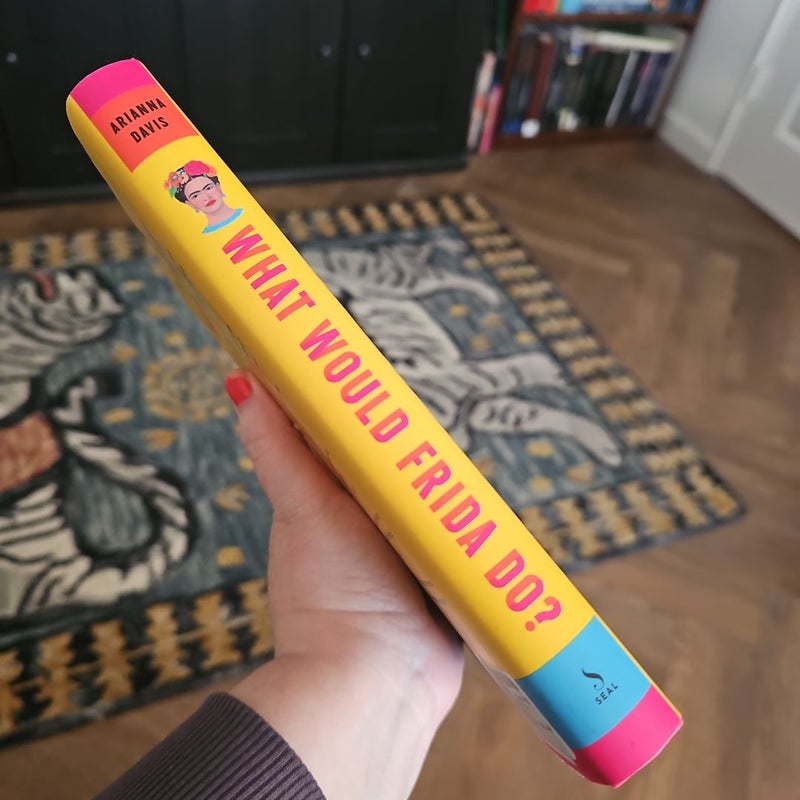 ARIANNA
DAVIS
WHAT WOULD FRIDA DO?
SEAL